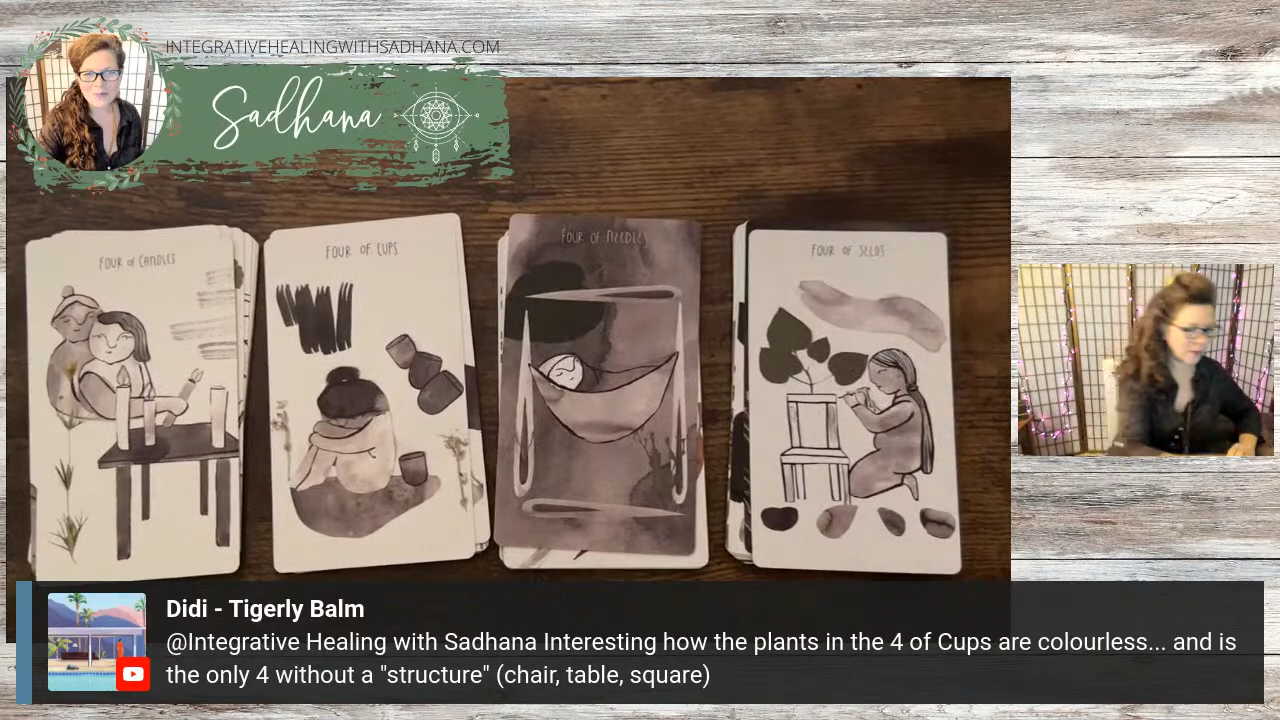 INTEGRATIVEHEALINGWITHSADHANA.COM
Sadhana
FOUR OF CANDLES
FOUR OF CUPS
FOUR OF NEEDLES
FOUR OF SEEDS
Didi - Tigerly Balm
@Integrative Healing with Sadhana Interesting how the plants in the 4 of Cups are colourless... and is
the only 4 without a "structure" (chair, table, square)